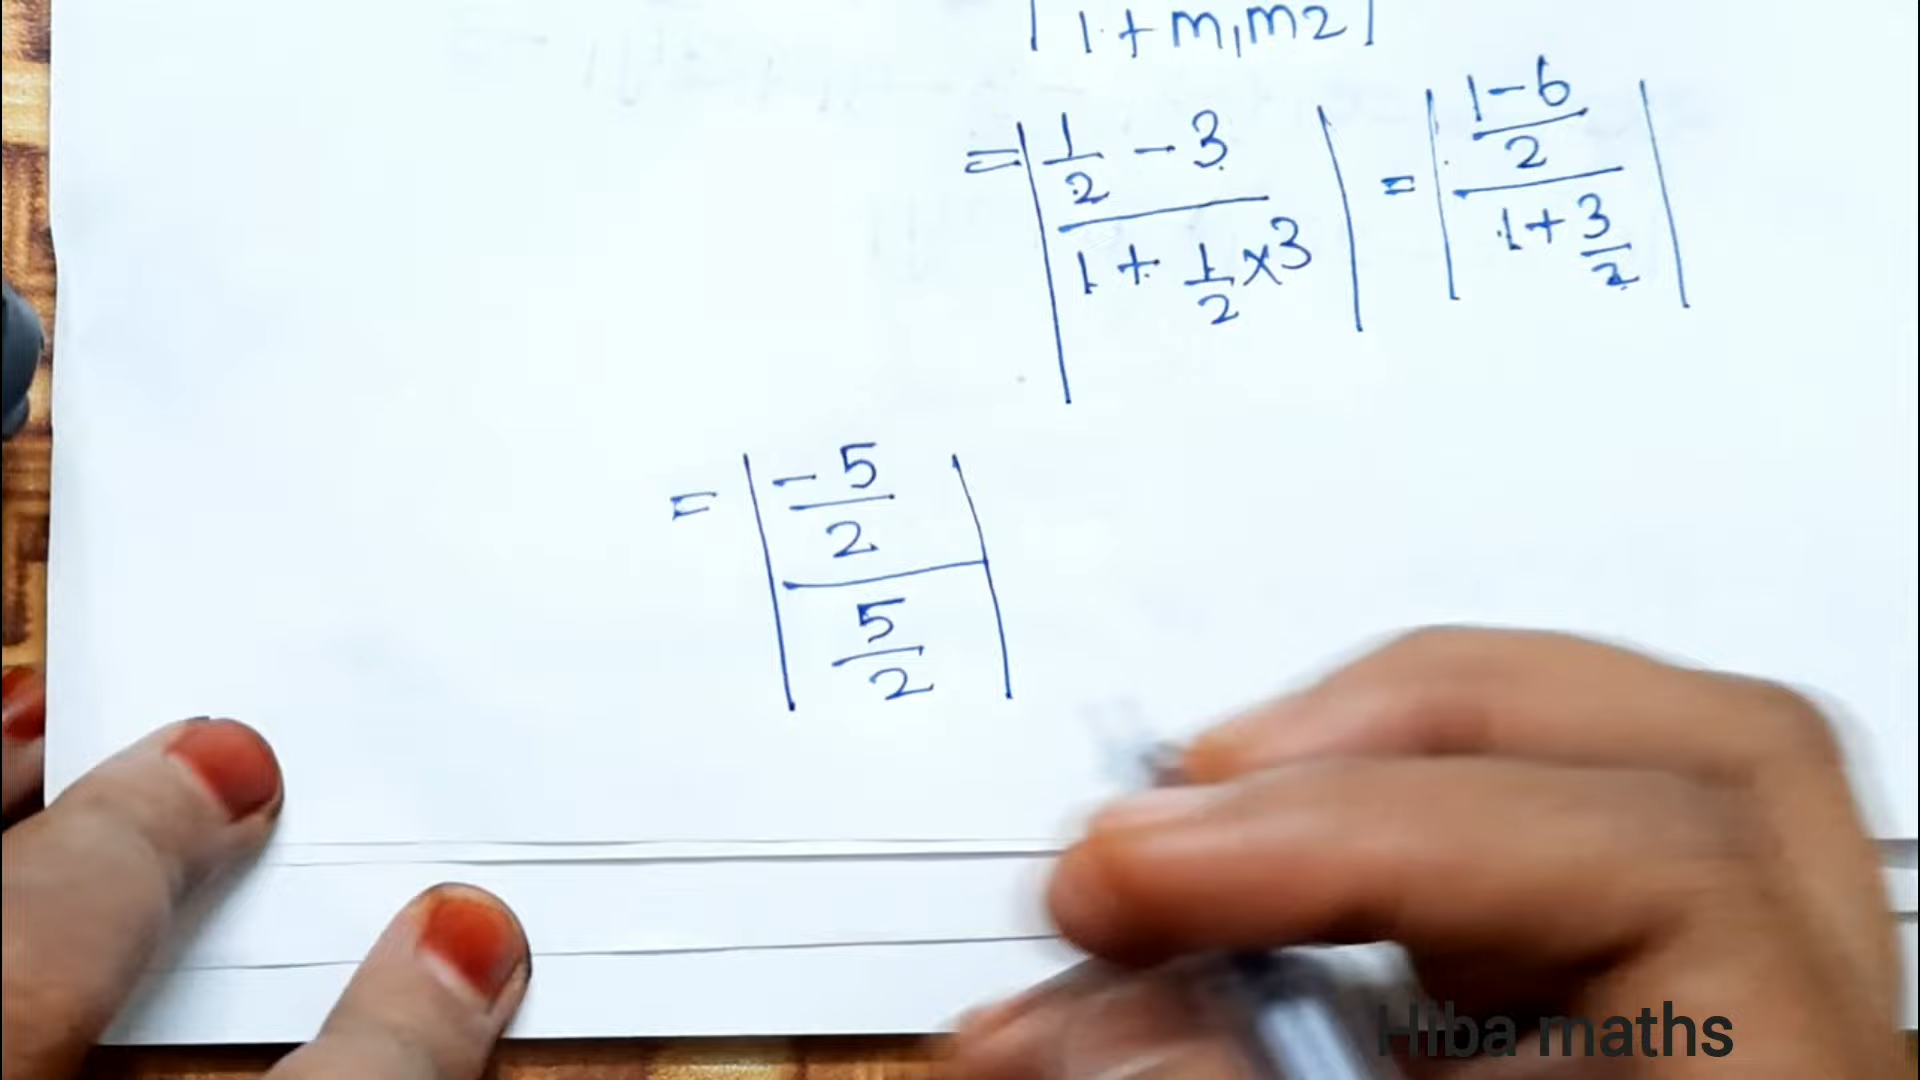 | 1 + m1m2 |
= | (1/2 - 3) / (1 + 1/2 × 3) | = | ((1-6)/2) / (1 + 3/2) |
= | (-5/2) / (5/2) |
Hiba maths